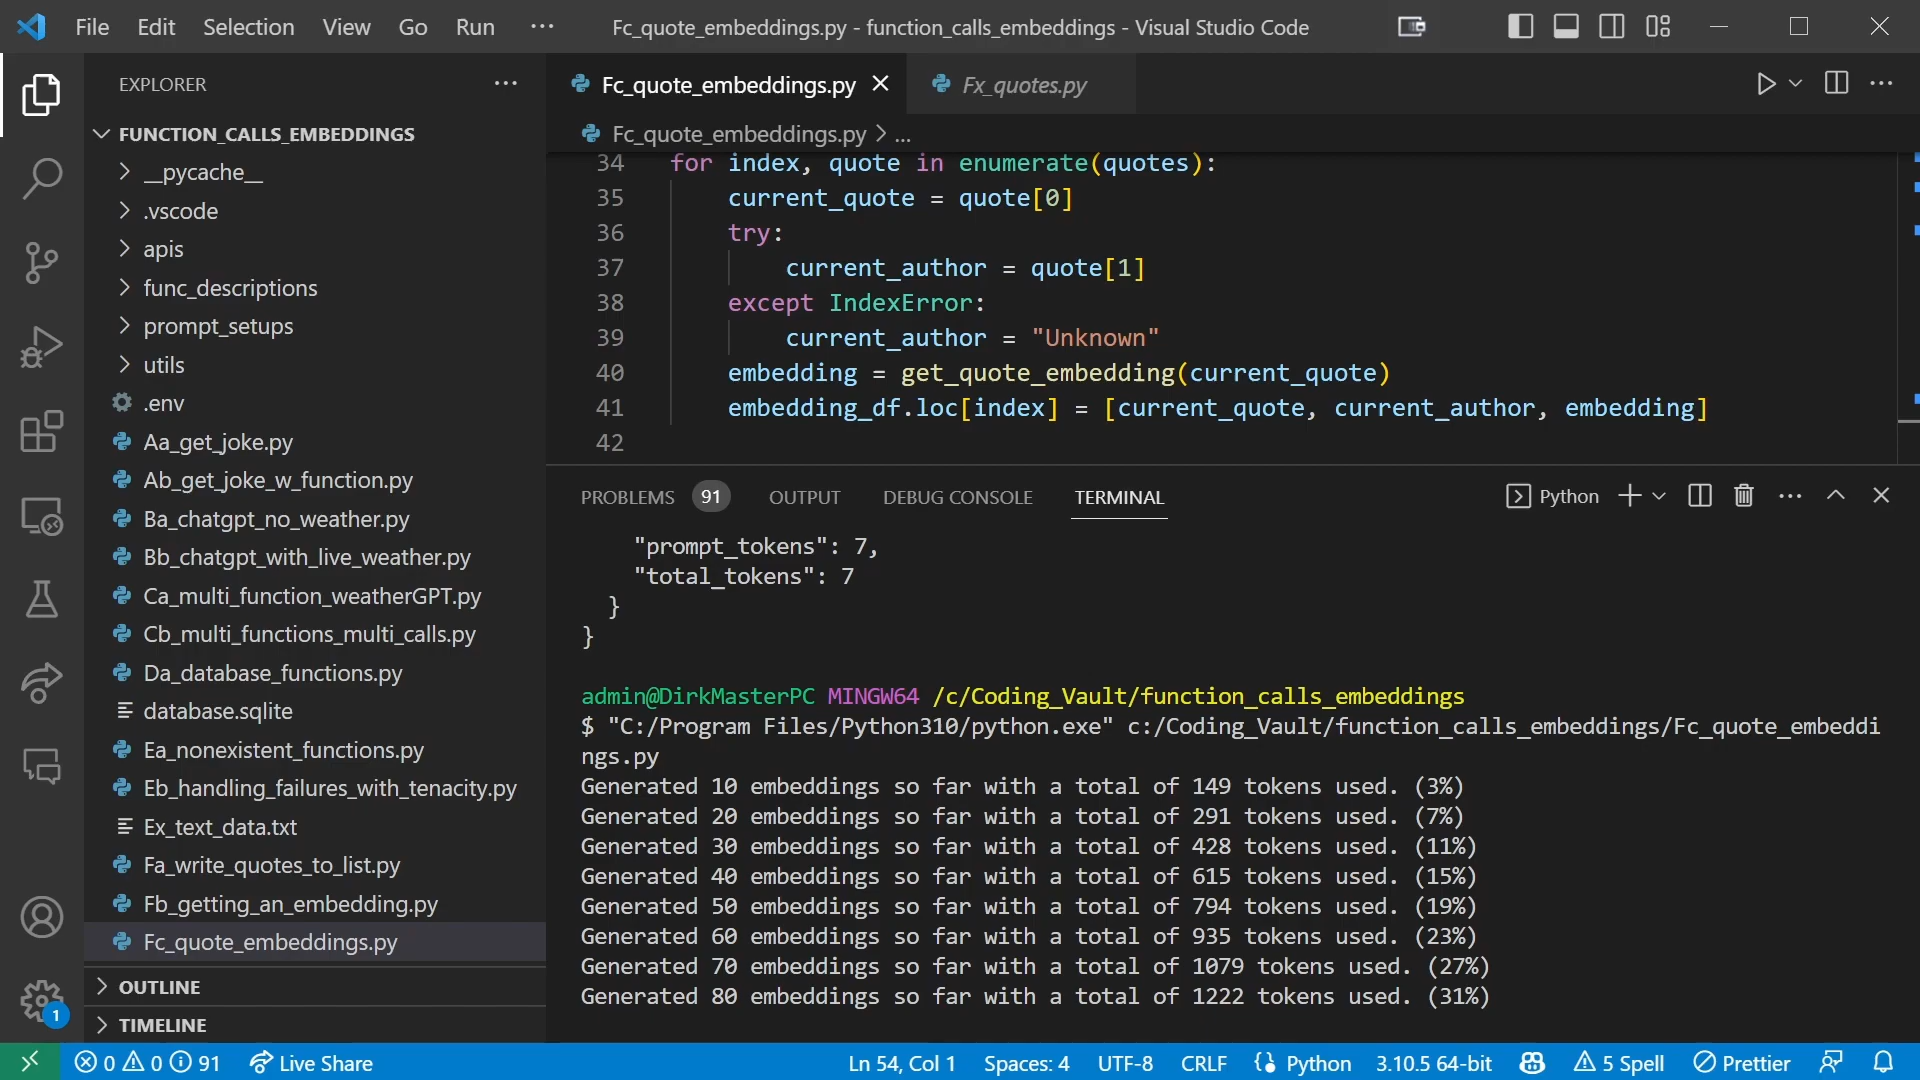 File Edit Selection View Go Run ··· Fc_quote_embeddings.py - function_calls_embeddings - Visual Studio Code
EXPLORER ···
FUNCTION_CALLS_EMBEDDINGS
__pycache__
.vscode
apis
func_descriptions
prompt_setups
utils
.env
Aa_get_joke.py
Ab_get_joke_w_function.py
Ba_chatgpt_no_weather.py
Bb_chatgpt_with_live_weather.py
Ca_multi_function_weatherGPT.py
Cb_multi_functions_multi_calls.py
Da_database_functions.py
database.sqlite
Ea_nonexistent_functions.py
Eb_handling_failures_with_tenacity.py
Ex_text_data.txt
Fa_write_quotes_to_list.py
Fb_getting_an_embedding.py
Fc_quote_embeddings.py
OUTLINE
TIMELINE
1
Fc_quote_embeddings.py Fx_quotes.py
Fc_quote_embeddings.py > ...
34 for index, quote in enumerate(quotes):
35 current_quote = quote[0]
36 try:
37 current_author = quote[1]
38 except IndexError:
39 current_author = "Unknown"
40 embedding = get_quote_embedding(current_quote)
41 embedding_df.loc[index] = [current_quote, current_author, embedding]
42
PROBLEMS 91 OUTPUT DEBUG CONSOLE TERMINAL Python
"prompt_tokens": 7,
"total_tokens": 7
}
}
admin@DirkMasterPC MINGW64 /c/Coding_Vault/function_calls_embeddings
$ "C:/Program Files/Python310/python.exe" c:/Coding_Vault/function_calls_embeddings/Fc_quote_embeddi
ngs.py
Generated 10 embeddings so far with a total of 149 tokens used. (3%)
Generated 20 embeddings so far with a total of 291 tokens used. (7%)
Generated 30 embeddings so far with a total of 428 tokens used. (11%)
Generated 40 embeddings so far with a total of 615 tokens used. (15%)
Generated 50 embeddings so far with a total of 794 tokens used. (19%)
Generated 60 embeddings so far with a total of 935 tokens used. (23%)
Generated 70 embeddings so far with a total of 1079 tokens used. (27%)
Generated 80 embeddings so far with a total of 1222 tokens used. (31%)
0 0 91 Live Share Ln 54, Col 1 Spaces: 4 UTF-8 CRLF Python 3.10.5 64-bit 5 Spell Prettier